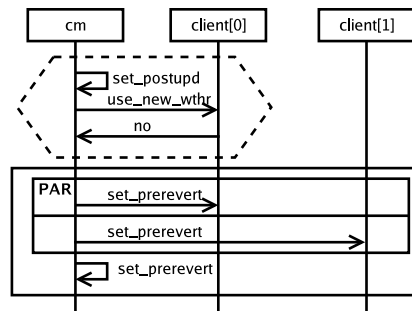 cm client[0] client[1]
set_postupd
use_new_wthr
no
PAR
set_prerevert
set_prerevert
set_prerevert